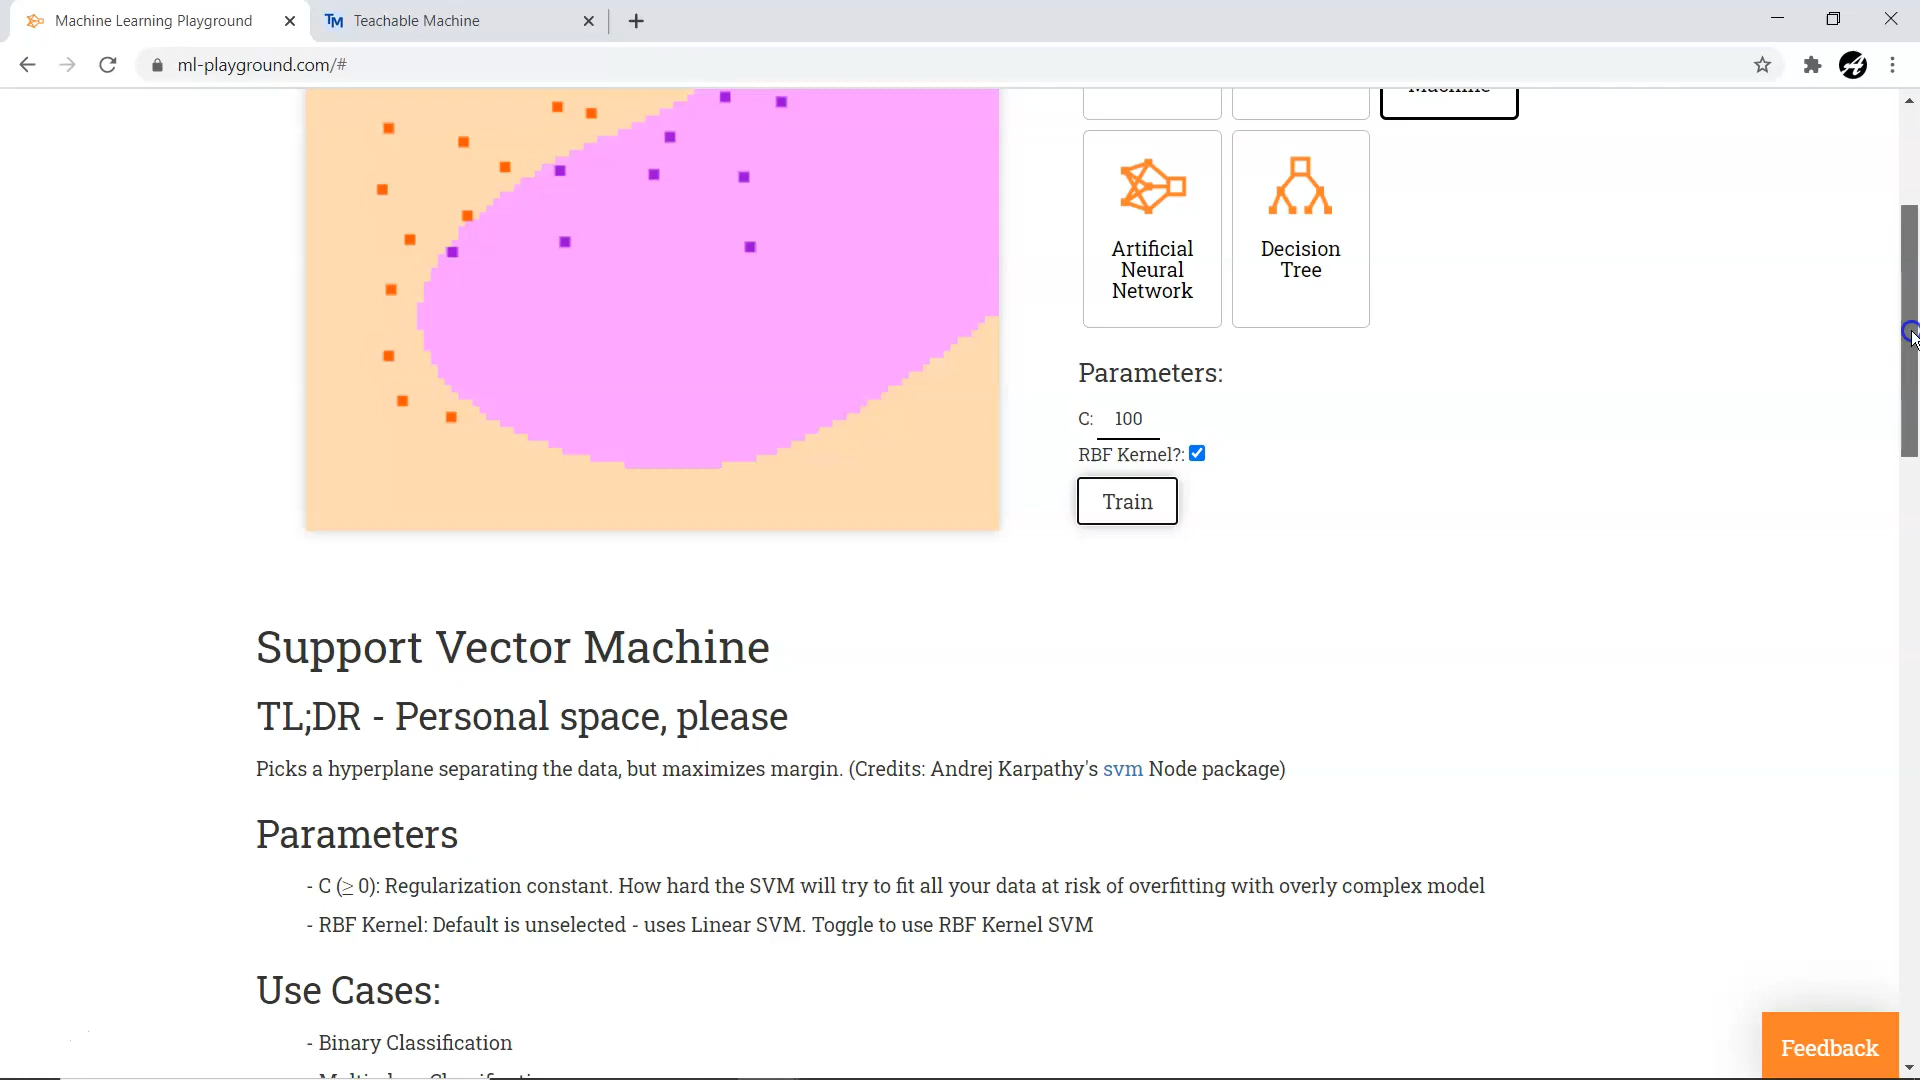 Machine Learning Playground
TM Teachable Machine
ml-playground.com/#
Machine
Artificial
Neural
Network
Decision
Tree
Parameters:
C: 100
RBF Kernel?:
Train
Support Vector Machine
TL;DR - Personal space, please
Picks a hyperplane separating the data, but maximizes margin. (Credits: Andrej Karpathy's svm Node package)
Parameters
- C (≥ 0): Regularization constant. How hard the SVM will try to fit all your data at risk of overfitting with overly complex model
- RBF Kernel: Default is unselected - uses Linear SVM. Toggle to use RBF Kernel SVM
Use Cases:
- Binary Classification
Feedback